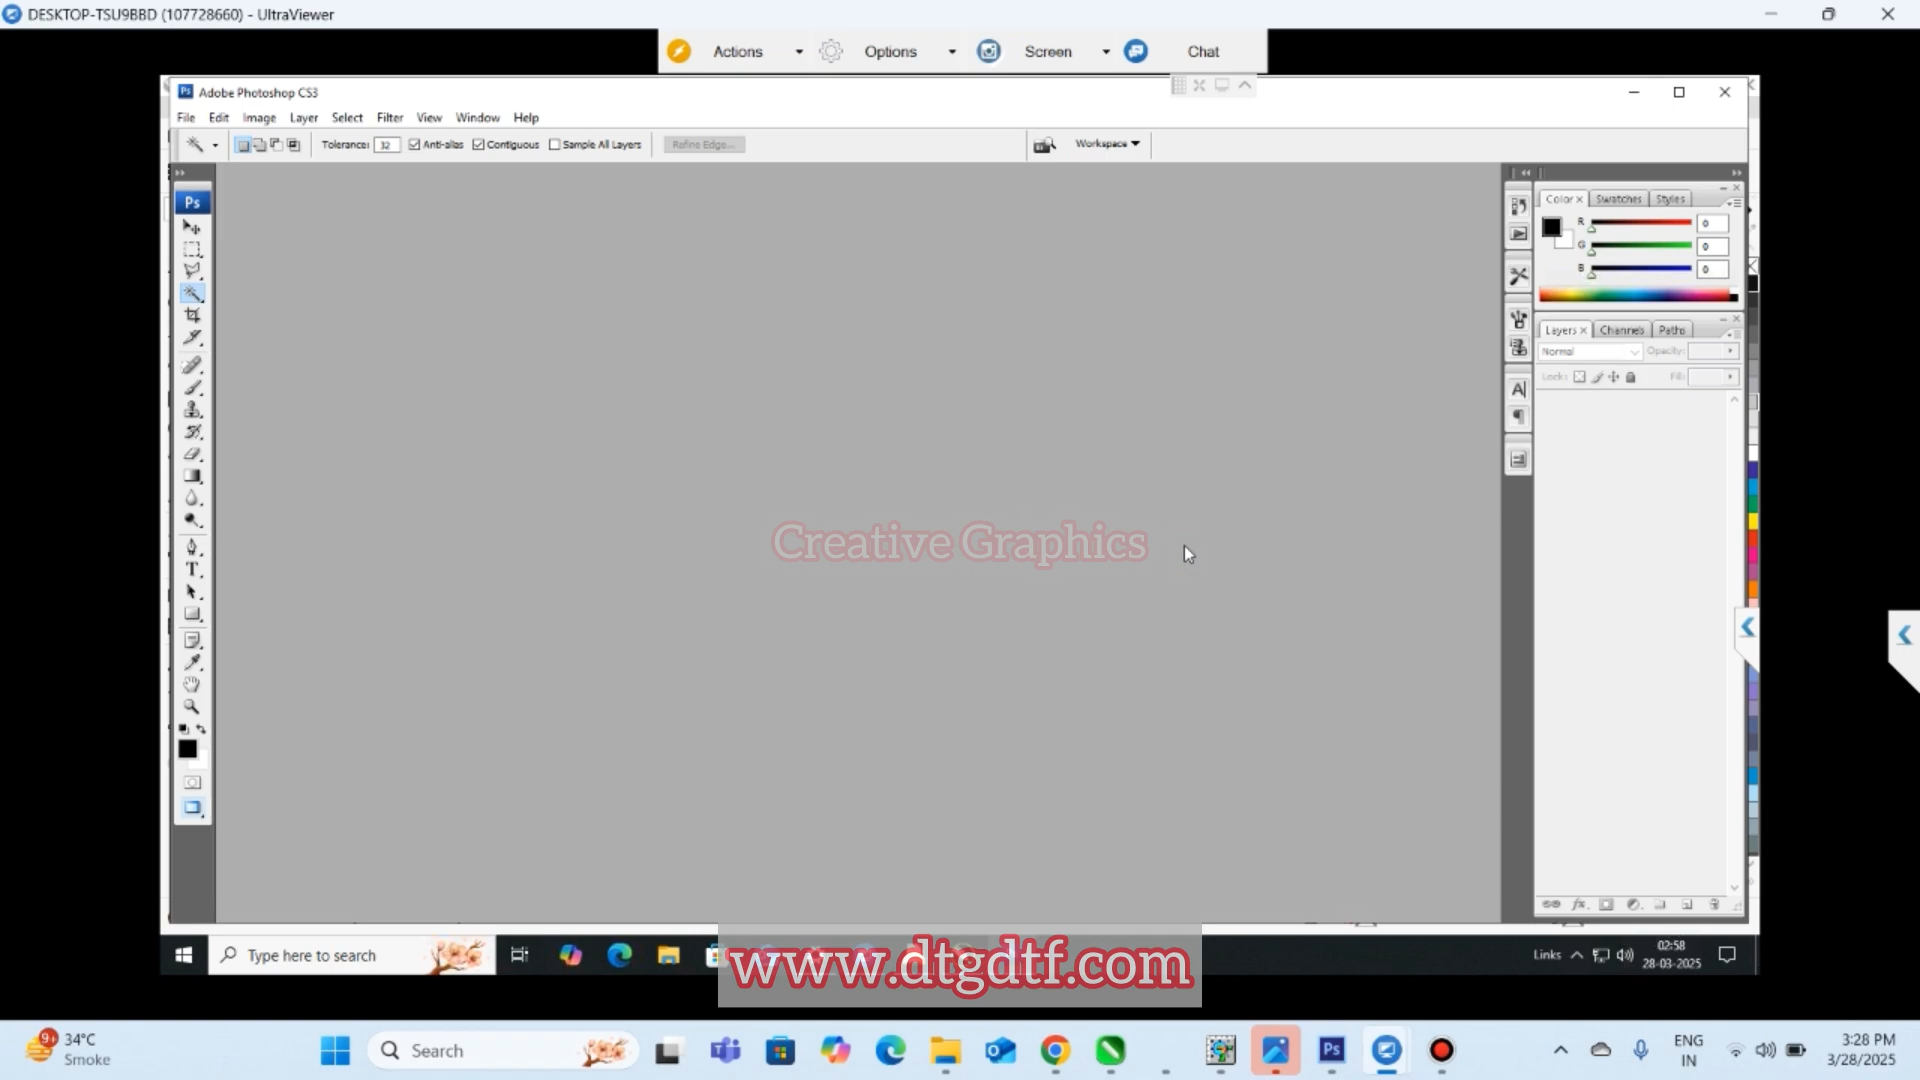 DESKTOP-TSU9BBD (107728660) - UltraViewer
Actions Options Screen Chat
Ps Adobe Photoshop CS3
File Edit Image Layer Select Filter View Window Help
Tolerance: 32 Anti-alias Contiguous Sample All Layers Refine Edge... Workspace
Ps
Color Swatches Styles
R 0
G 0
B 0
Layers Channels Paths
Normal Opacity:
Lock: Fill:
A
T
fx
Creative Graphics
Type here to search
Links
02:58
28-03-2025
www.dtgdtf.com
9+
34°C
Smoke
Search
Ps
ENG
IN
3:28 PM
3/28/2025